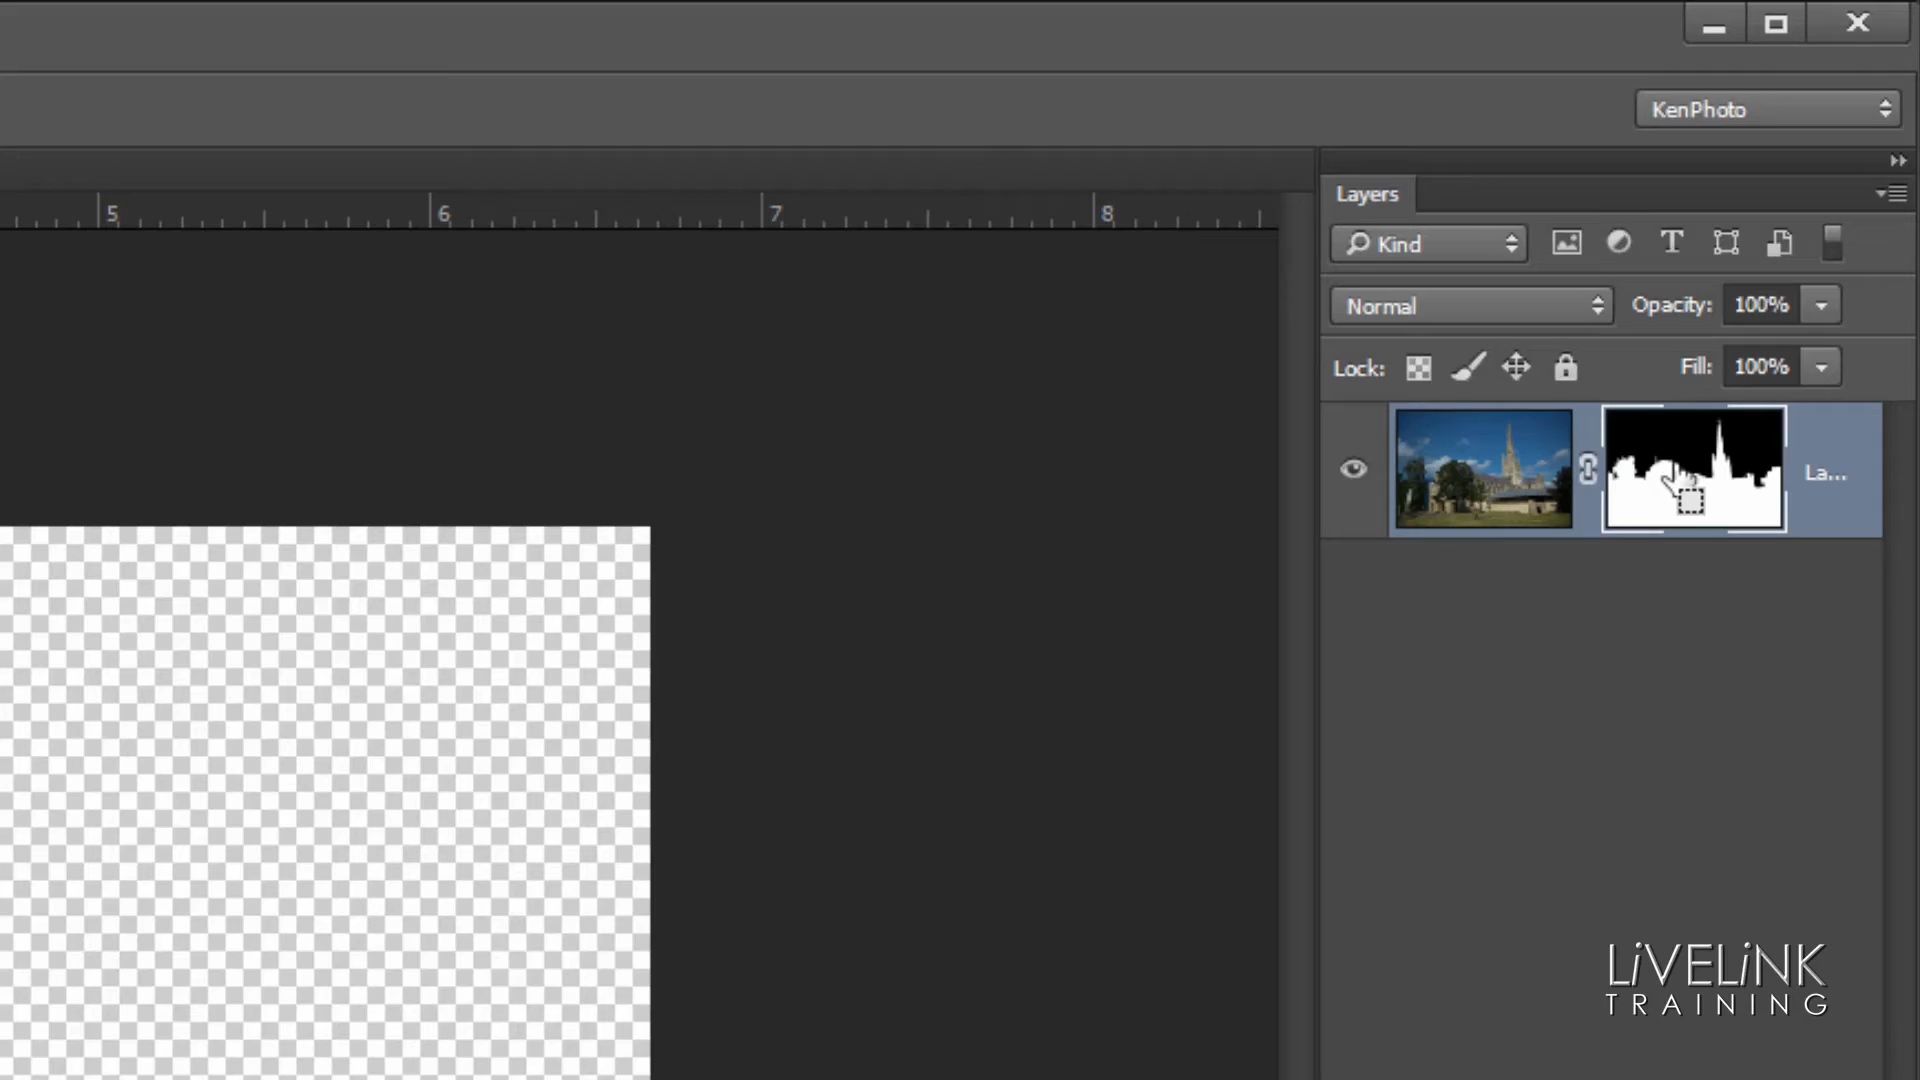 KenPhoto
5 6 7 8
Layers
Kind T
Normal Opacity: 100%
Lock: Fill: 100%
La...
LiVELiNK
TRAINING